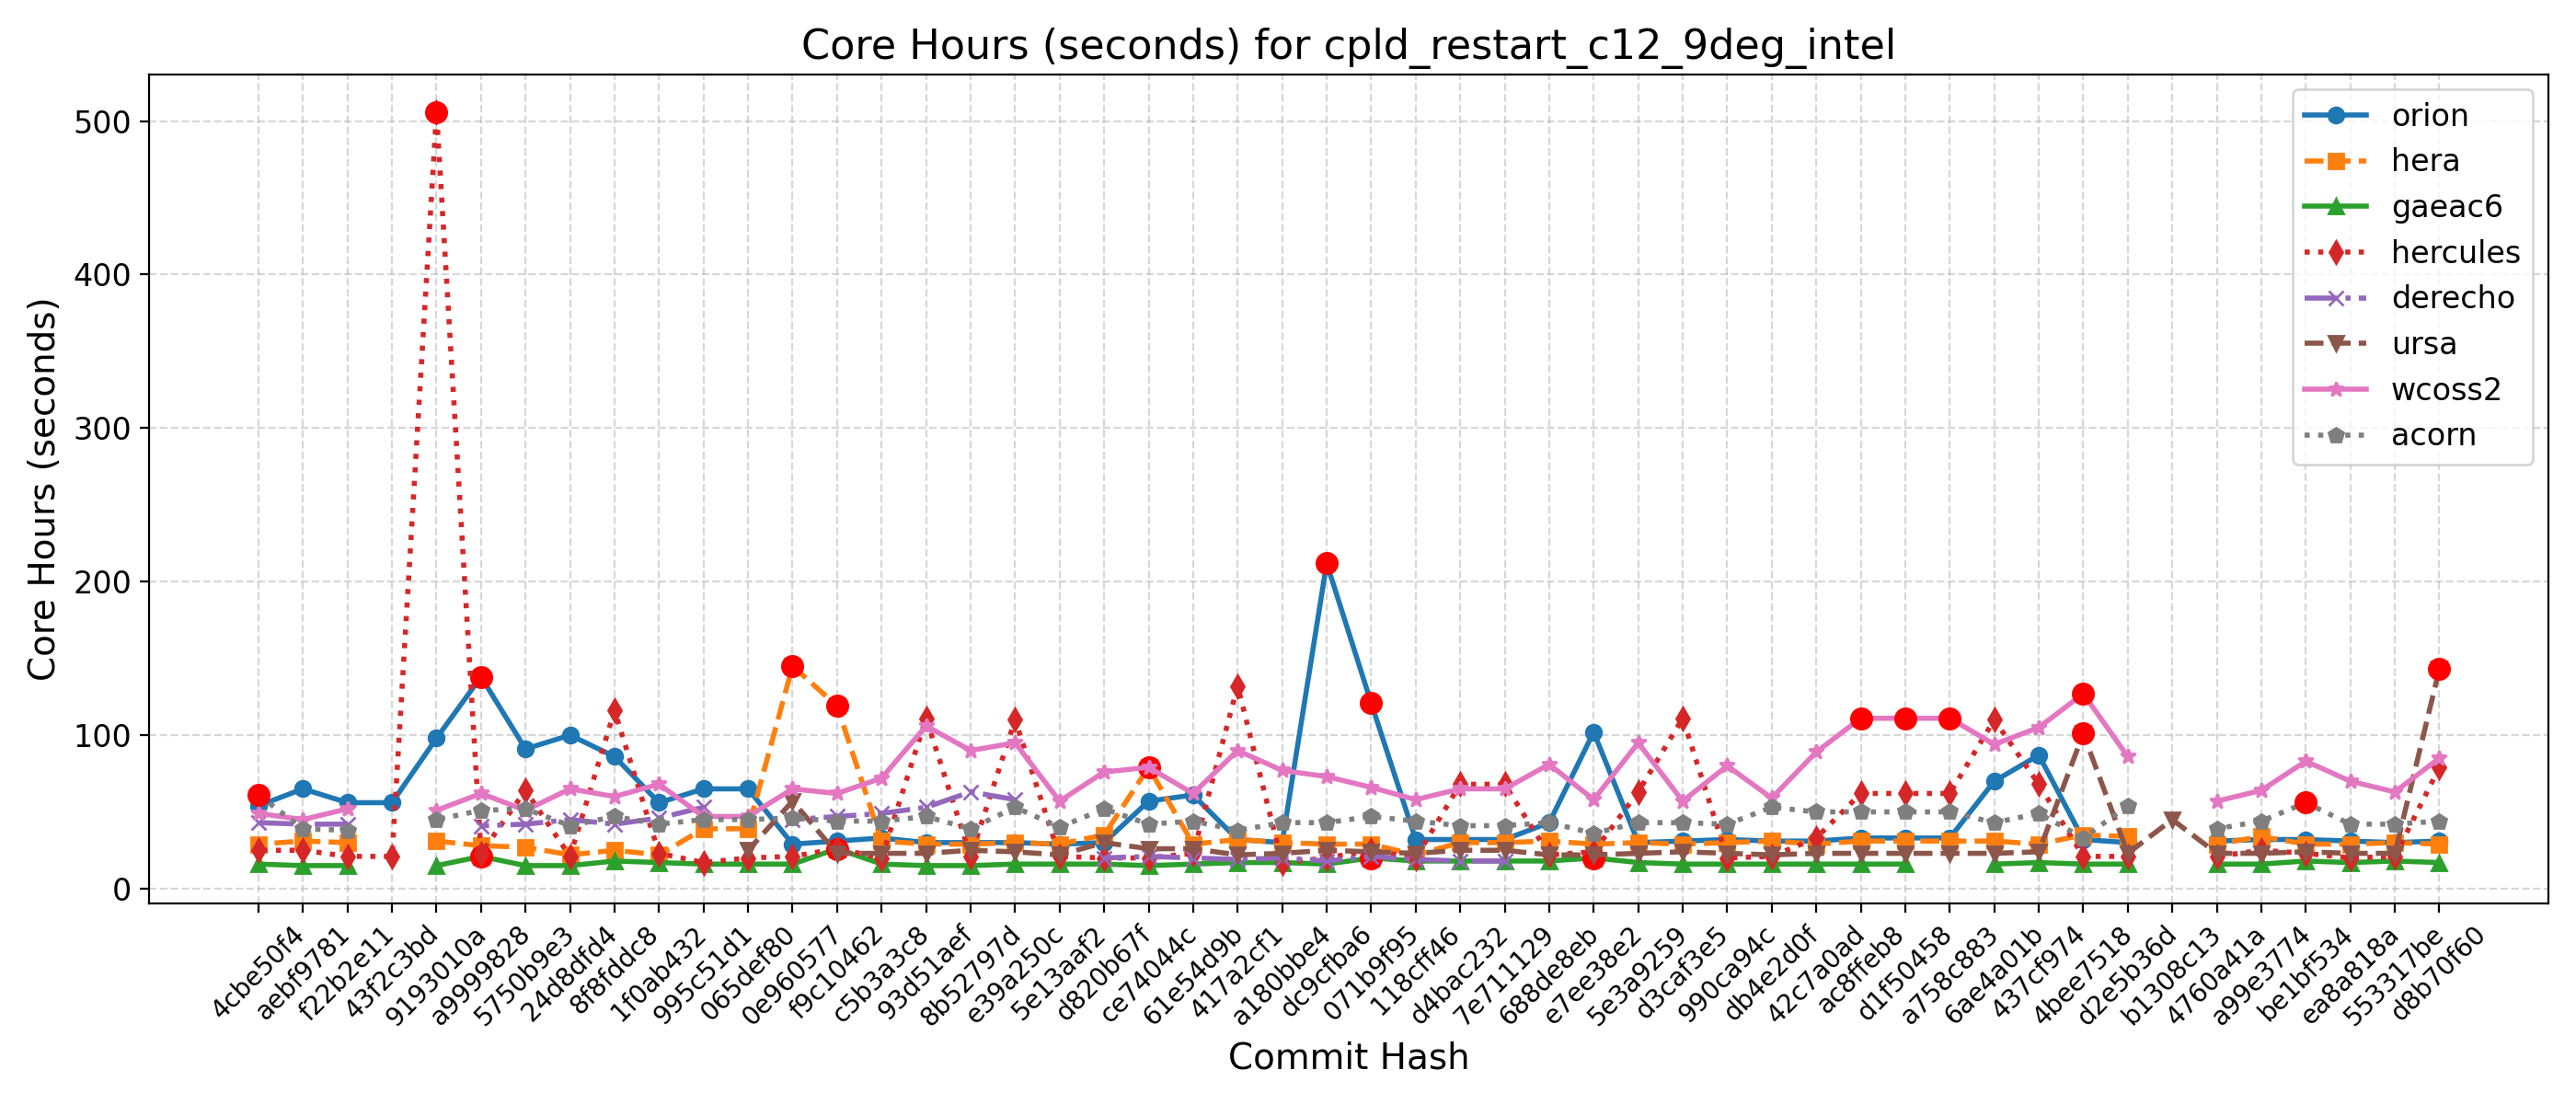 Core Hours (seconds) for cpld_restart_c12_9deg_intel
Core Hours (seconds)
500
400
300
200
100
0
orion
hera
gaeac6
hercules
derecho
ursa
wcoss2
acorn
4cbe50f4
aebf9781
f22b2e11
43f2c3bd
9193010a
a9999828
5750b9e3
24d8dfd4
8f8fddc8
1f0ab432
995c51d1
065def80
0e960577
f9c10462
c5b3a3c8
93d51aef
8b52797d
e39a250c
5e13aaf2
d820b67f
ce74044c
61e54d9b
417a2cf1
a180bbe4
dc9cfba6
071b9f95
118cff46
d4bac232
7e711129
688de8eb
e7ee38e2
5e3a9259
d3caf3e5
990ca94c
db4e2d0f
42c7a0ad
ac8ffeb8
d1f50458
a758c883
6ae4a01b
437cf974
4bee7518
d2e5b36d
b1308c13
4760a41a
a99e3774
be1bf534
ea8a818a
553317be
d8b70f60
Commit Hash